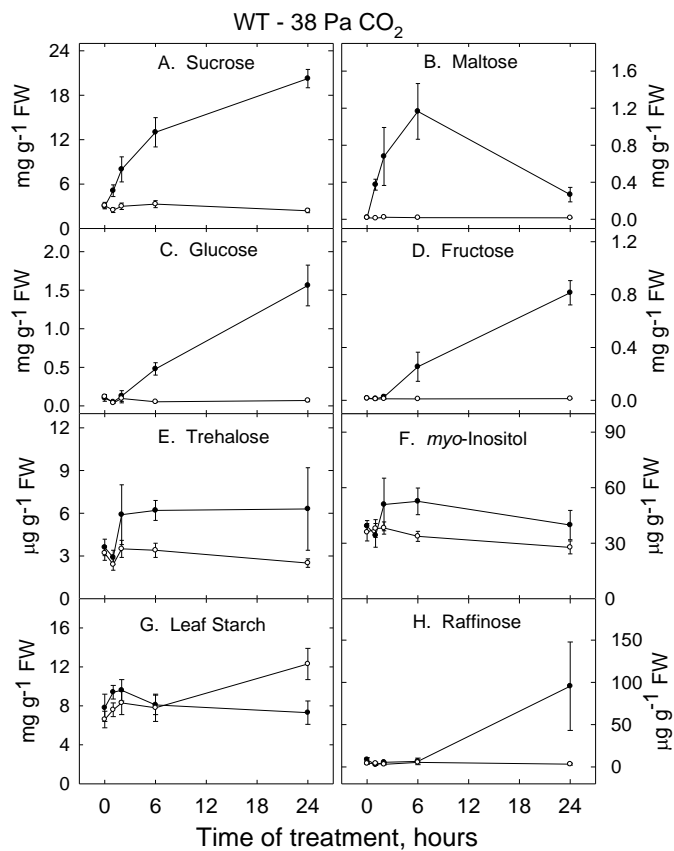 WT - 38 Pa CO₂
A. Sucrose
B. Maltose
mg g⁻¹ FW
24
18
12
6
0
1.6
1.2
0.8
0.4
0.0
mg g⁻¹ FW
C. Glucose
D. Fructose
mg g⁻¹ FW
2.0
1.5
1.0
0.5
0.0
1.2
0.8
0.4
0.0
mg g⁻¹ FW
E. Trehalose
F. myo-Inositol
µg g⁻¹ FW
12
9
6
3
0
90
60
30
0
µg g⁻¹ FW
G. Leaf Starch
H. Raffinose
mg g⁻¹ FW
16
12
8
4
0
150
100
50
0
µg g⁻¹ FW
0 6 12 18 24 0 6 12 18 24
Time of treatment, hours